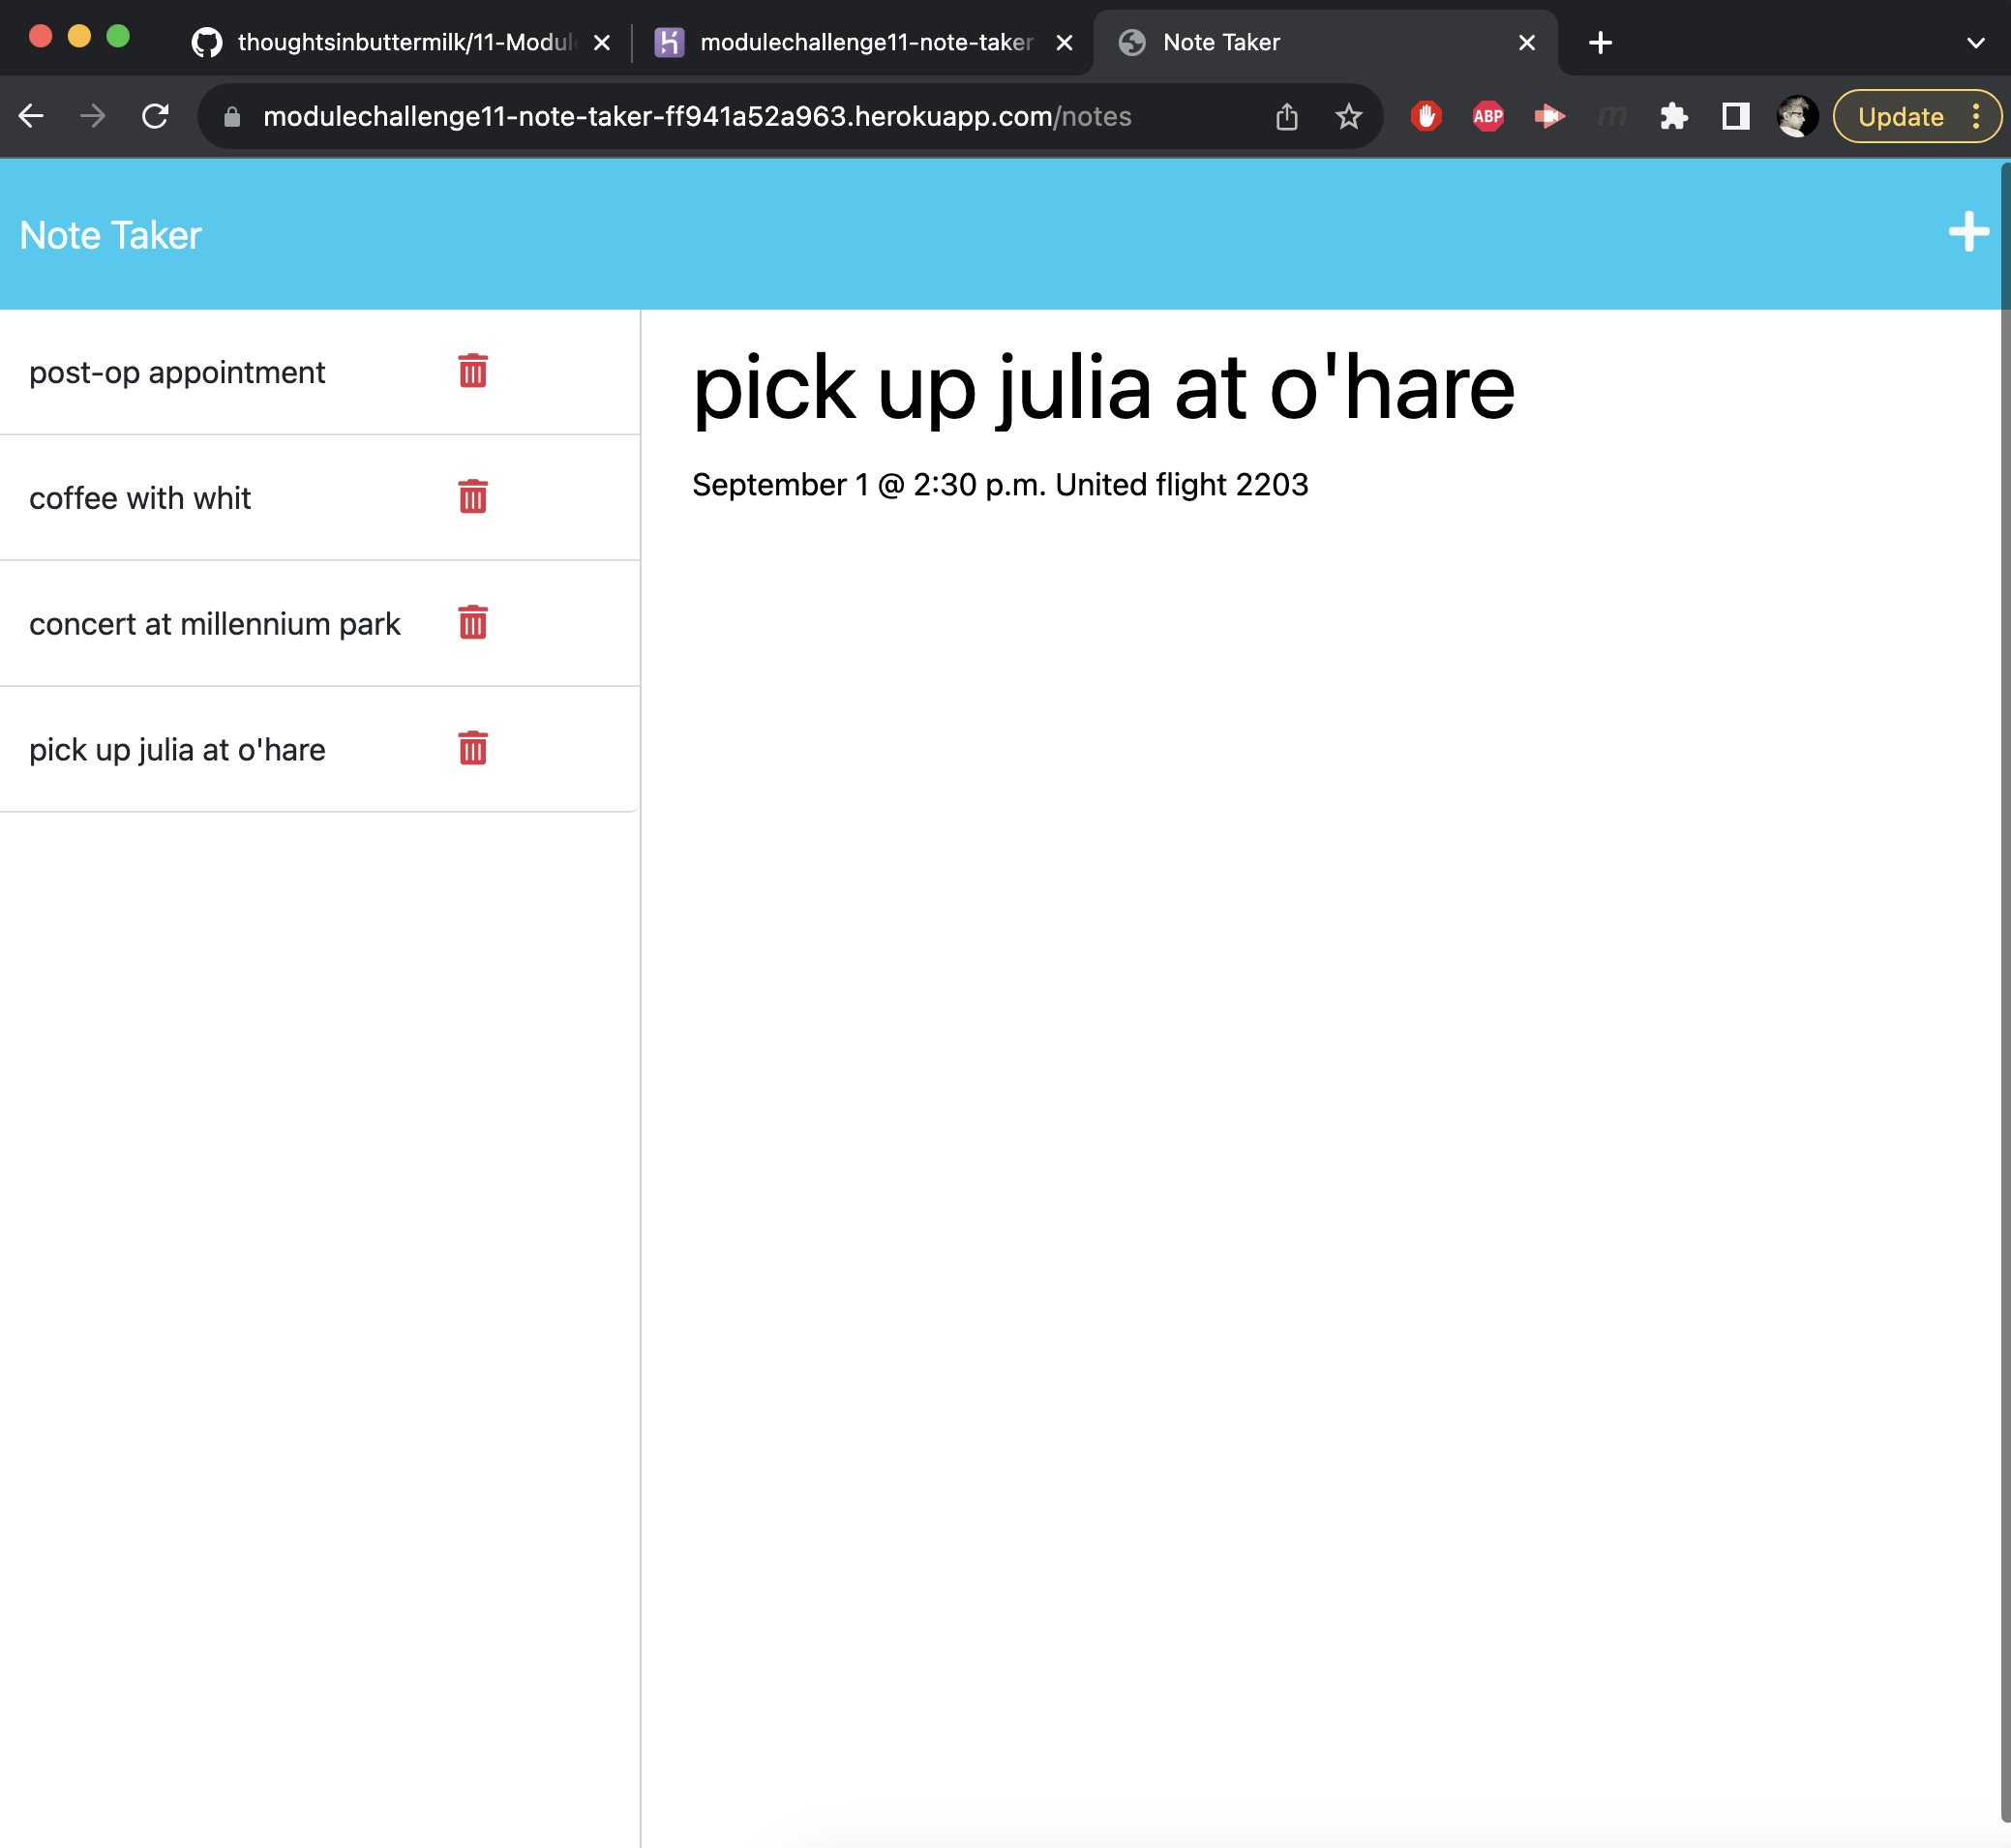 thoughtsinbuttermilk/11-Modul
modulechallenge11-note-taker
Note Taker
modulechallenge11-note-taker-ff941a52a963.herokuapp.com/notes
ABP
m
Update
Note Taker
post-op appointment
coffee with whit
concert at millennium park
pick up julia at o'hare
pick up julia at o'hare
September 1 @ 2:30 p.m. United flight 2203